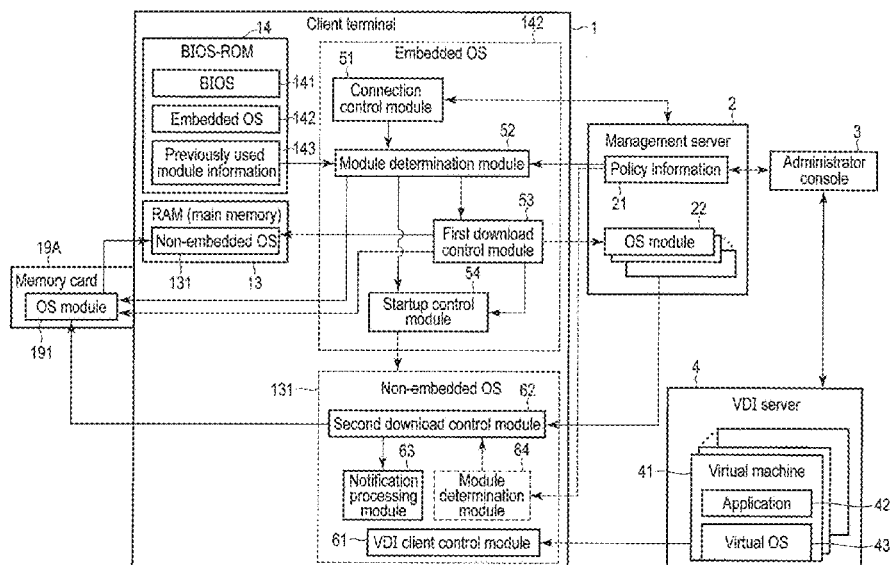 Client terminal
1
14
BIOS-ROM
BIOS
141
Embedded OS
142
Previously used
module information
143
RAM (main memory)
Non-embedded OS
131
13
19A
Memory card
OS module
191
142
Embedded OS
51
Connection
control module
52
Module determination module
53
First download
control module
54
Startup control
module
131
Non-embedded OS
62
Second download control module
63
Notification
processing
module
64
Module
determination
module
61
VDI client control module
2
Management server
Policy information
21
22
OS module
3
Administrator
console
4
VDI server
41
Virtual machine
Application
42
Virtual OS
43